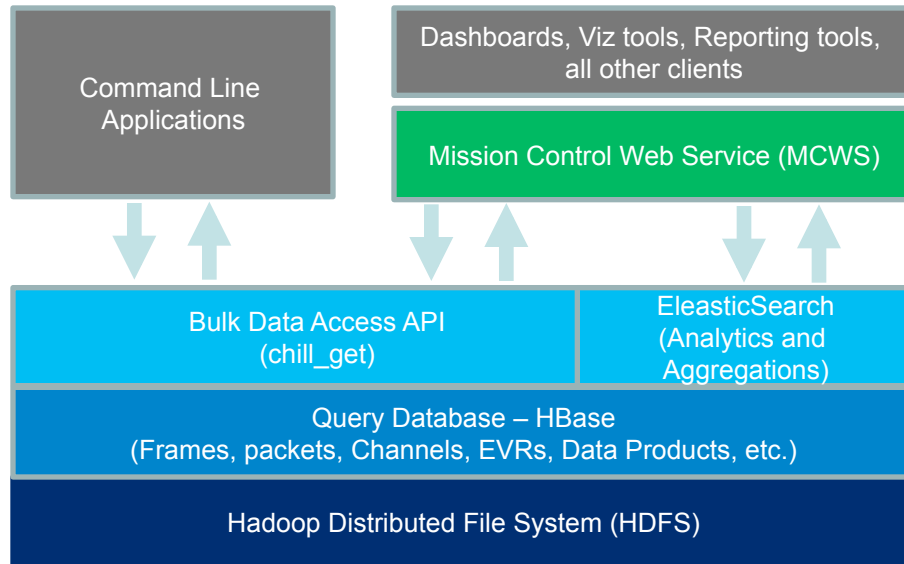 Command Line
Applications
Dashboards, Viz tools, Reporting tools,
all other clients
Mission Control Web Service (MCWS)
Bulk Data Access API
(chill_get)
EleasticSearch
(Analytics and
Aggregations)
Query Database – HBase
(Frames, packets, Channels, EVRs, Data Products, etc.)
Hadoop Distributed File System (HDFS)